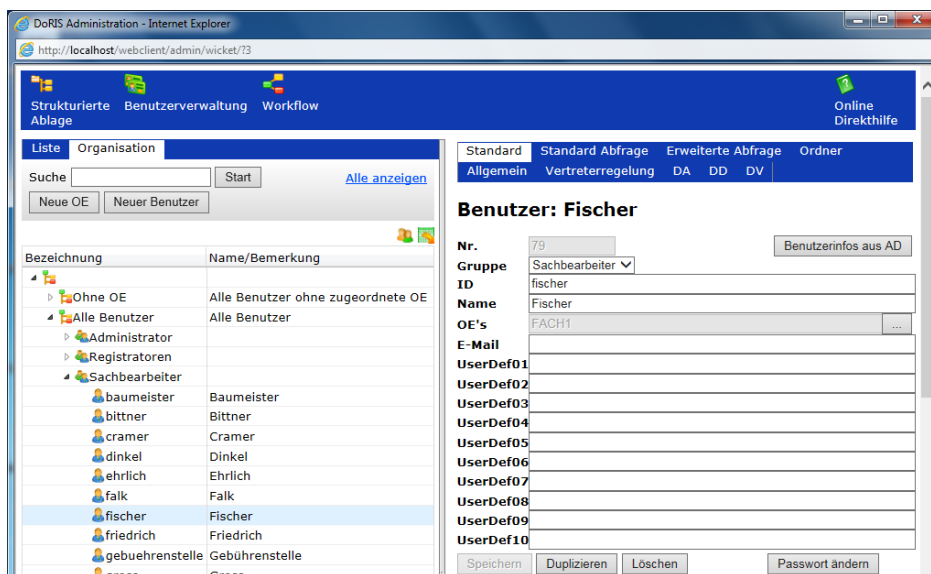 DoRIS Administration - Internet Explorer
http://localhost/webclient/admin/wicket/?3
Strukturierte Ablage
Benutzerverwaltung
Workflow
Online Direkthilfe
Liste Organisation
Suche Start Alle anzeigen
Neue OE Neuer Benutzer
Bezeichnung Name/Bemerkung
Ohne OE Alle Benutzer ohne zugeordnete OE
Alle Benutzer Alle Benutzer
Administrator
Registratoren
Sachbearbeiter
baumeister Baumeister
bittner Bittner
cramer Cramer
dinkel Dinkel
ehrlich Ehrlich
falk Falk
fischer Fischer
friedrich Friedrich
gebuehrenstelle Gebührenstelle
Standard Standard Abfrage Erweiterte Abfrage Ordner
Allgemein Vertreterregelung DA DD DV
Benutzer: Fischer
Nr. 79 Benutzerinfos aus AD
Gruppe Sachbearbeiter
ID fischer
Name Fischer
OE's FACH1 ...
E-Mail
UserDef01
UserDef02
UserDef03
UserDef04
UserDef05
UserDef06
UserDef07
UserDef08
UserDef09
UserDef10
Speichern Duplizieren Löschen Passwort ändern